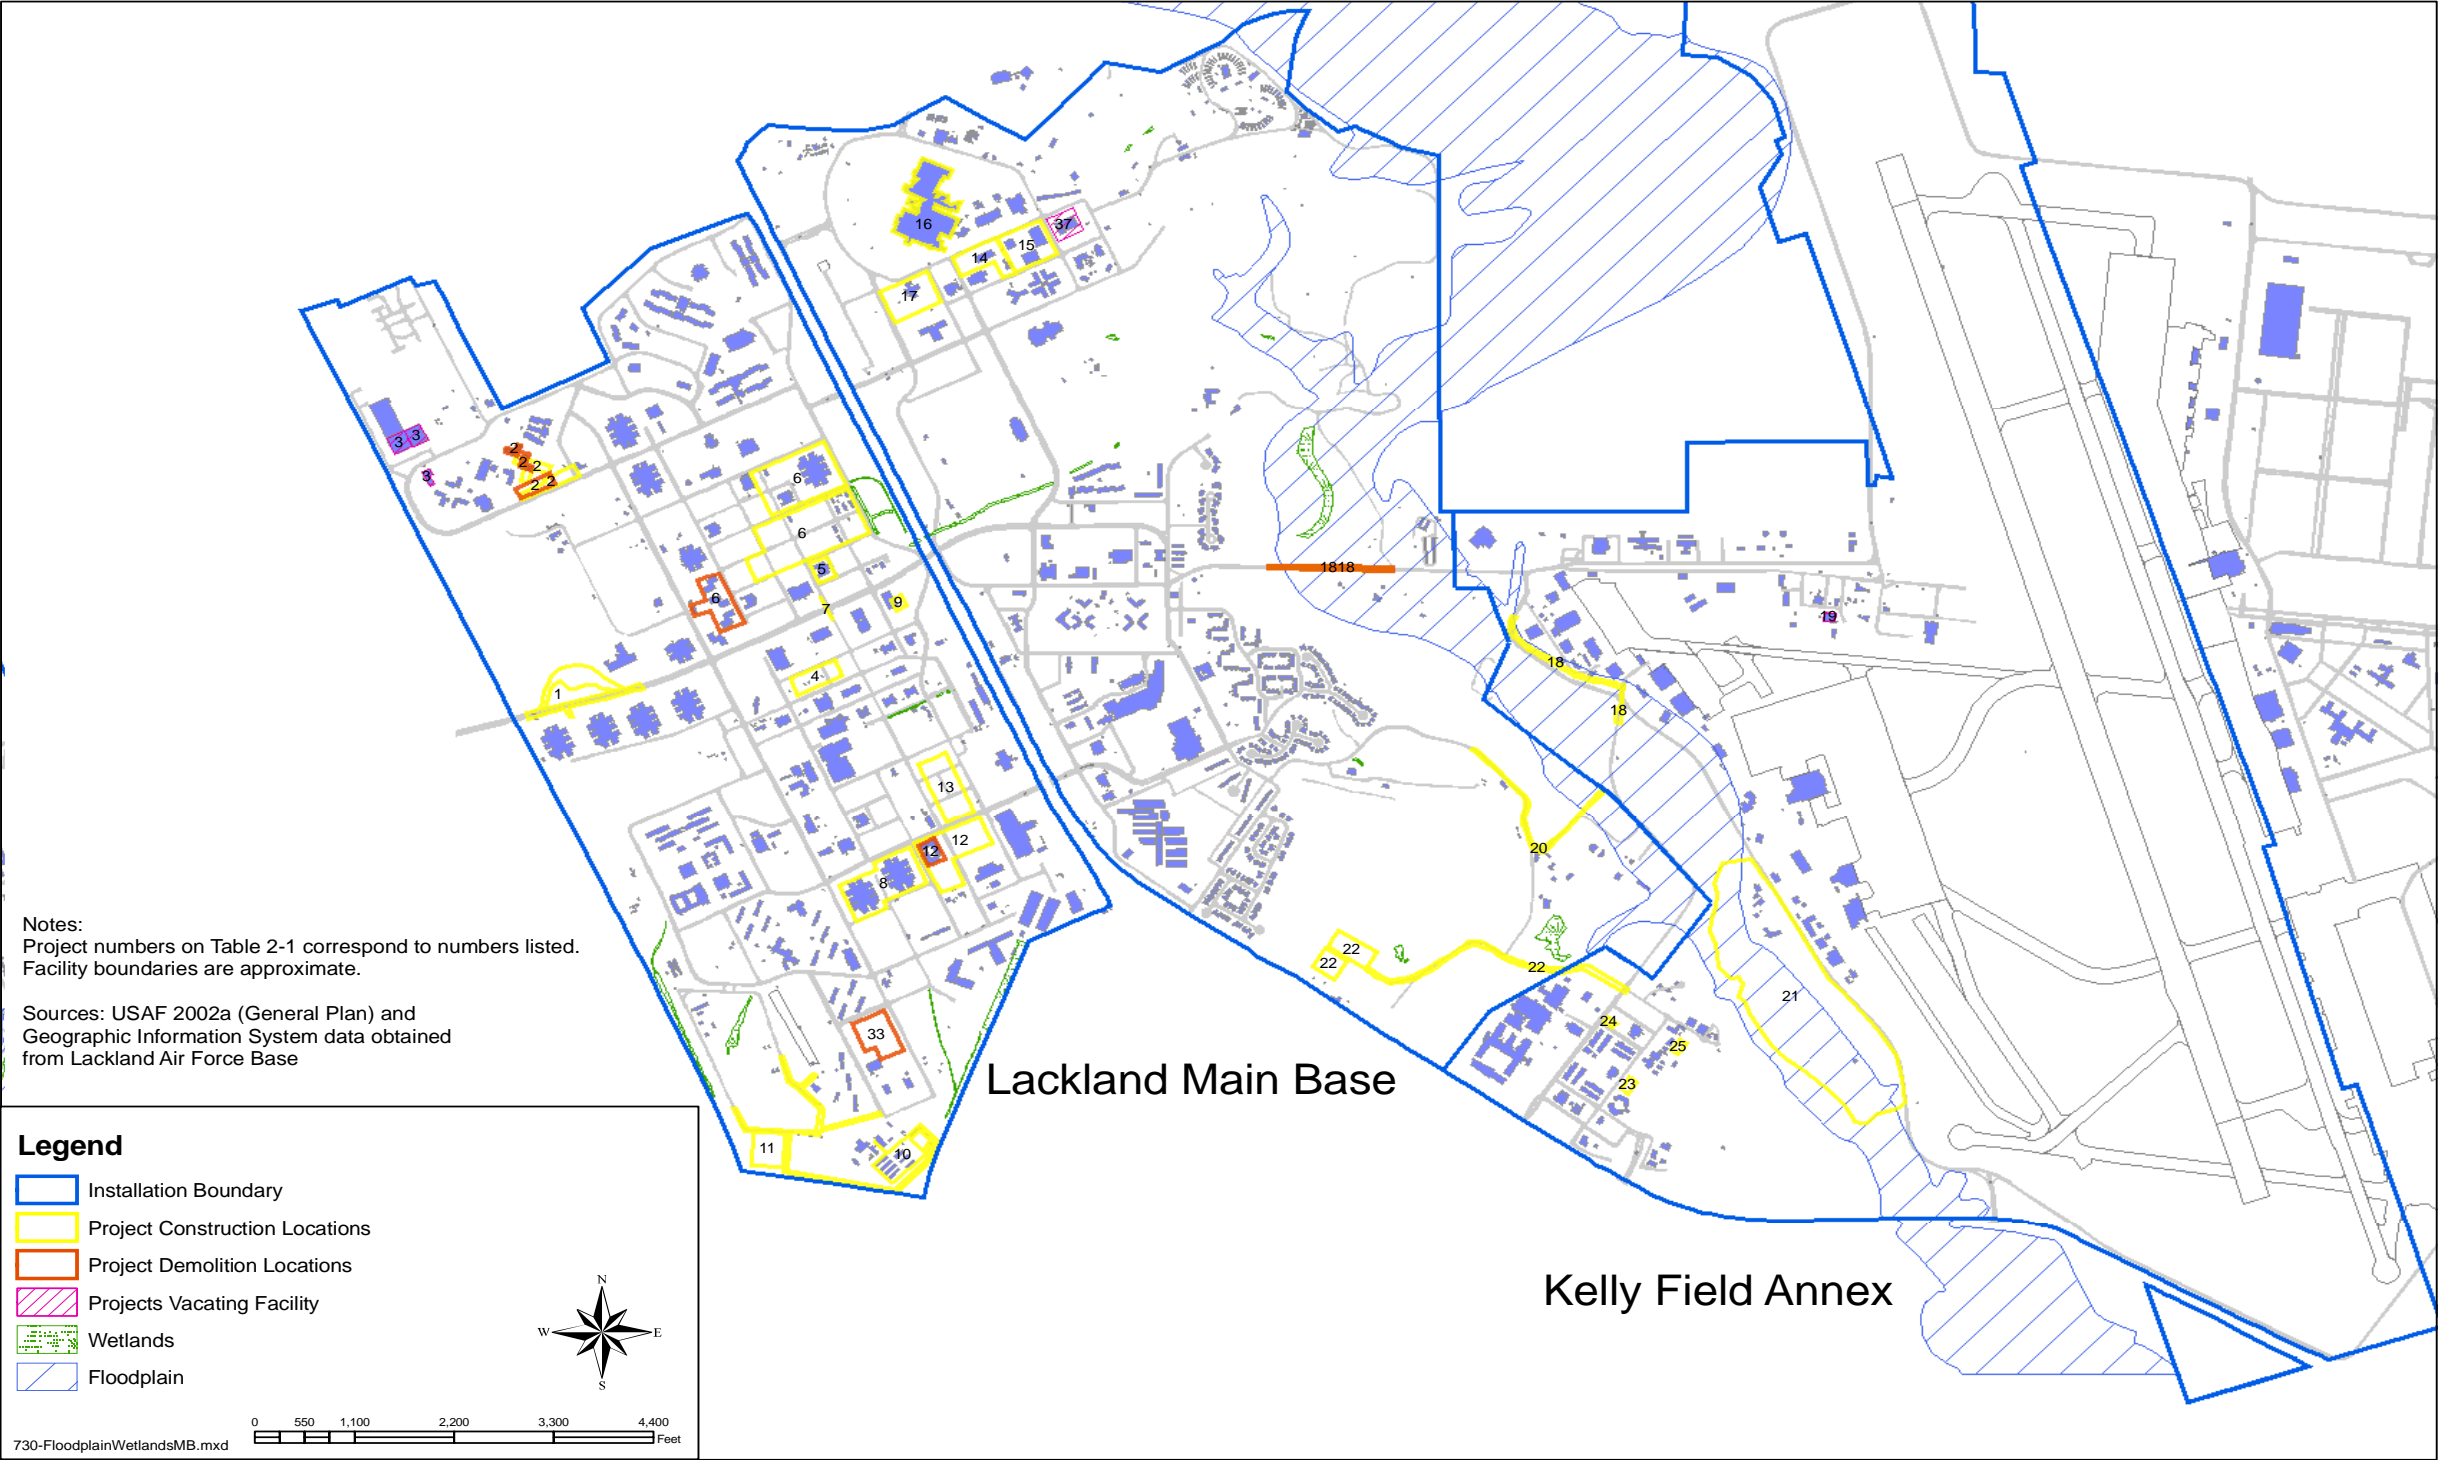 16
37
15
14
17
3
3
3
2
2
2
2
2
6
6
5
6
7
9
1818
19
18
18
1
4
13
12
12
8
20
22
22
22
21
24
25
23
33
11
10
Lackland Main Base
Kelly Field Annex
Notes:
Project numbers on Table 2-1 correspond to numbers listed.
Facility boundaries are approximate.
Sources: USAF 2002a (General Plan) and
Geographic Information System data obtained
from Lackland Air Force Base
Legend
Installation Boundary
Project Construction Locations
Project Demolition Locations
Projects Vacating Facility
Wetlands
Floodplain
N
W
E
S
0 550 1,100 2,200 3,300 4,400
Feet
730-FloodplainWetlandsMB.mxd